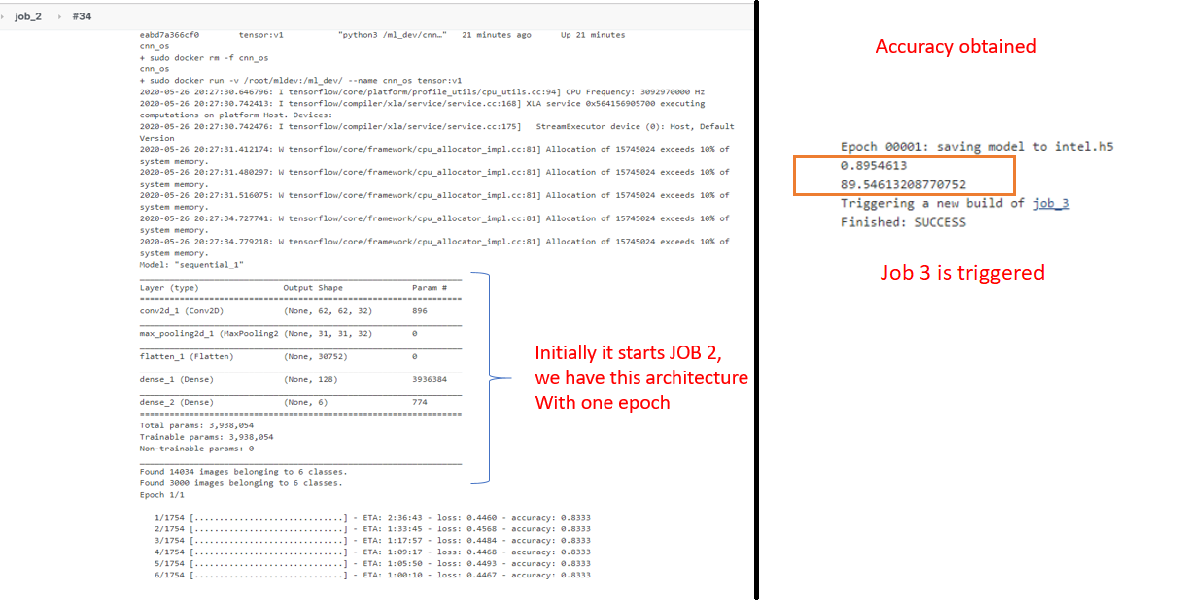 job_2 > #34
eabd7a366cf0 tensor:v1 "python3 /ml_dev/cnn…" 21 minutes ago Up 21 minutes
cnn_os
+ sudo docker rm -f cnn_os
cnn_os
+ sudo docker run -v /root/mldev:/ml_dev/ --name cnn_os tensor:v1
2020-05-26 20:27:30.646796: I tensorflow/core/platform/profile_utils/cpu_utils.cc:94] CPU Frequency: 3092970000 Hz
2020-05-26 20:27:30.742413: I tensorflow/compiler/xla/service/service.cc:168] XLA service 0x564156905700 executing
computations on platform Host. Devices:
2020-05-26 20:27:30.742476: I tensorflow/compiler/xla/service/service.cc:175] StreamExecutor device (0): Host, Default
Version
2020-05-26 20:27:31.412174: W tensorflow/core/framework/cpu_allocator_impl.cc:81] Allocation of 15745024 exceeds 10% of
system memory.
2020-05-26 20:27:31.480297: W tensorflow/core/framework/cpu_allocator_impl.cc:81] Allocation of 15745024 exceeds 10% of
system memory.
2020-05-26 20:27:31.516075: W tensorflow/core/framework/cpu_allocator_impl.cc:81] Allocation of 15745024 exceeds 10% of
system memory.
2020-05-26 20:27:34.727741: W tensorflow/core/framework/cpu_allocator_impl.cc:81] Allocation of 15745024 exceeds 10% of
system memory.
2020-05-26 20:27:34.779218: W tensorflow/core/framework/cpu_allocator_impl.cc:81] Allocation of 15745024 exceeds 10% of
system memory.
Model: "sequential_1"
Layer (type) Output Shape Param #
conv2d_1 (Conv2D) (None, 62, 62, 32) 896
max_pooling2d_1 (MaxPooling2 (None, 31, 31, 32) 0
flatten_1 (Flatten) (None, 30752) 0
dense_1 (Dense) (None, 128) 3936384
dense_2 (Dense) (None, 6) 774
Total params: 3,938,054
Trainable params: 3,938,054
Non-trainable params: 0
Found 14034 images belonging to 6 classes.
Found 3000 images belonging to 6 classes.
Epoch 1/1
1/1754 [..............................] - ETA: 2:36:43 - loss: 0.4460 - accuracy: 0.8333
2/1754 [..............................] - ETA: 1:33:45 - loss: 0.4568 - accuracy: 0.8333
3/1754 [..............................] - ETA: 1:17:57 - loss: 0.4484 - accuracy: 0.8333
4/1754 [..............................] - ETA: 1:09:17 - loss: 0.4468 - accuracy: 0.8333
5/1754 [..............................] - ETA: 1:05:50 - loss: 0.4493 - accuracy: 0.8333
6/1754 [..............................] - ETA: 1:00:10 - loss: 0.4467 - accuracy: 0.8333
Initially it starts JOB 2,
we have this architecture
With one epoch
Accuracy obtained
Epoch 00001: saving model to intel.h5
0.8954613
89.54613208770752
Triggering a new build of job_3
Finished: SUCCESS
Job 3 is triggered